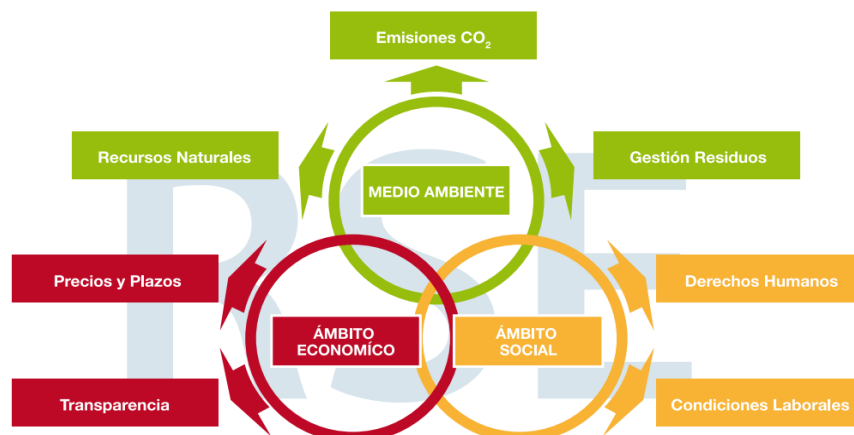 Emisiones CO₂
Recursos Naturales
Gestión Residuos
MEDIO AMBIENTE
RSE
Precios y Plazos
Derechos Humanos
ÁMBITO
ECONOMÍCO
ÁMBITO
SOCIAL
Transparencia
Condiciones Laborales